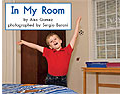 In My Room
by Alex Gomez
photographed by Sergio Baroni